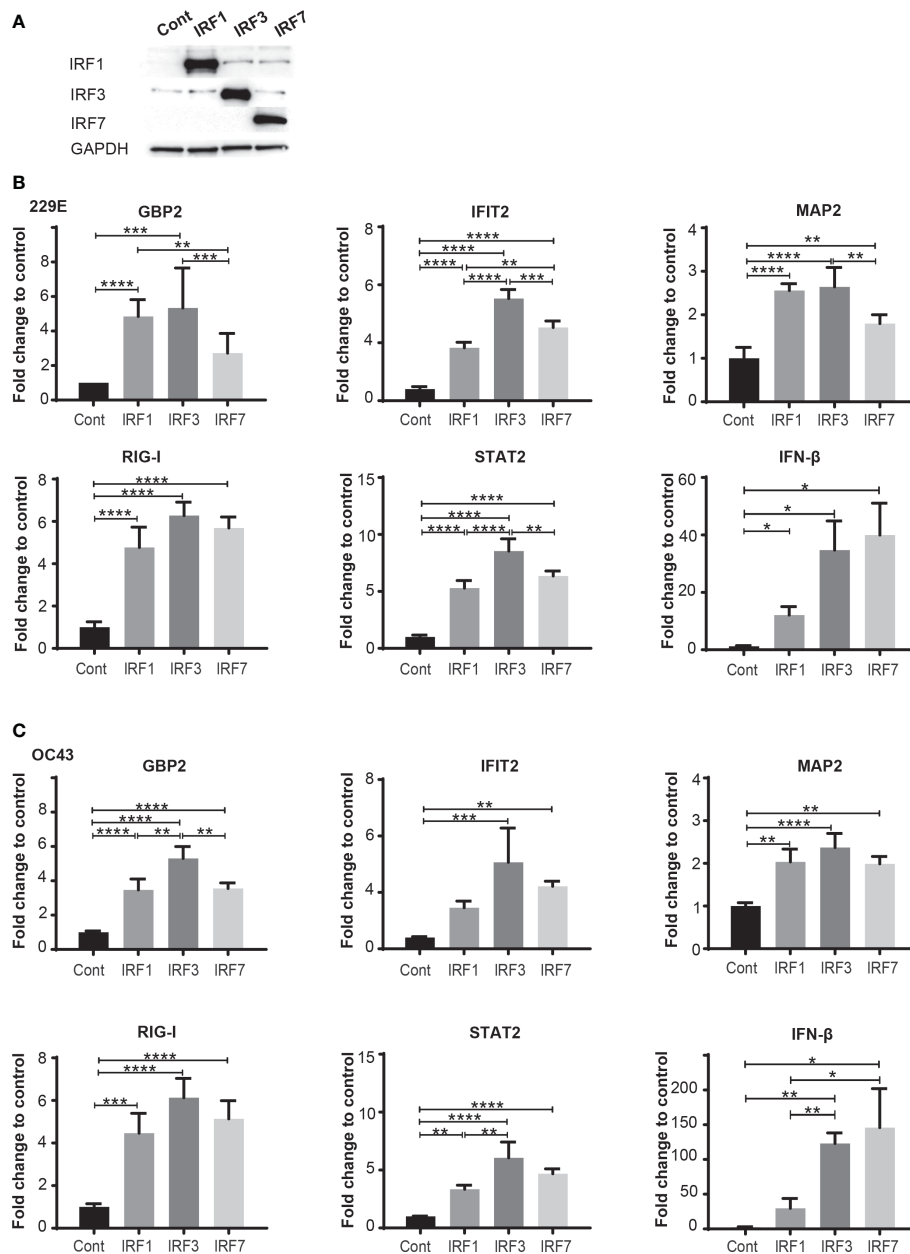 A
Cont IRF1 IRF3 IRF7
IRF1
IRF3
IRF7
GAPDH
B
229E
GBP2
Fold change to control
8
6
4
2
0
***
**
***
****
Cont IRF1 IRF3 IRF7
IFIT2
Fold change to control
8
6
4
0
****
****
**** **
**** ***
Cont IRF1 IRF3 IRF7
MAP2
Fold change to control
4
3
2
1
0
**
**** **
****
Cont IRF1 IRF3 IRF7
RIG-I
Fold change to control
8
6
4
2
0
****
****
****
Cont IRF1 IRF3 IRF7
STAT2
Fold change to control
15
10
5
0
****
****
**** **** **
Cont IRF1 IRF3 IRF7
IFN-β
Fold change to control
60
40
20
0
*
*
*
Cont IRF1 IRF3 IRF7
C
OC43
GBP2
Fold change to control
8
6
4
2
0
****
****
**** ** **
Cont IRF1 IRF3 IRF7
IFIT2
Fold change to control
8
6
4
0
**
***
Cont IRF1 IRF3 IRF7
MAP2
Fold change to control
4
3
2
1
0
**
****
**
Cont IRF1 IRF3 IRF7
RIG-I
Fold change to control
8
6
4
2
0
****
****
***
Cont IRF1 IRF3 IRF7
STAT2
Fold change to control
15
10
5
0
****
****
** **
Cont IRF1 IRF3 IRF7
IFN-β
Fold change to control
200
150
100
50
0
*
*
**
**
Cont IRF1 IRF3 IRF7